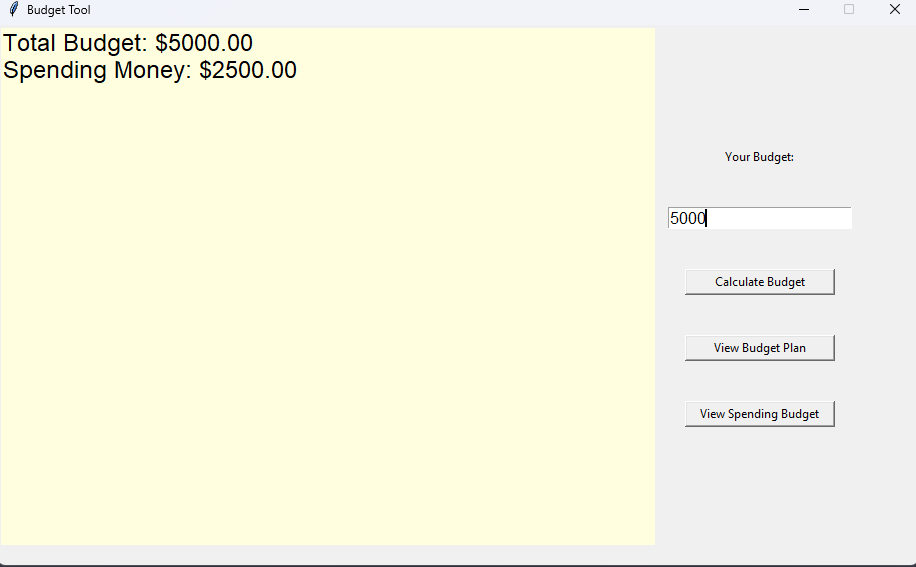 Budget Tool
Total Budget: $5000.00
Spending Money: $2500.00
Your Budget:
5000
Calculate Budget
View Budget Plan
View Spending Budget